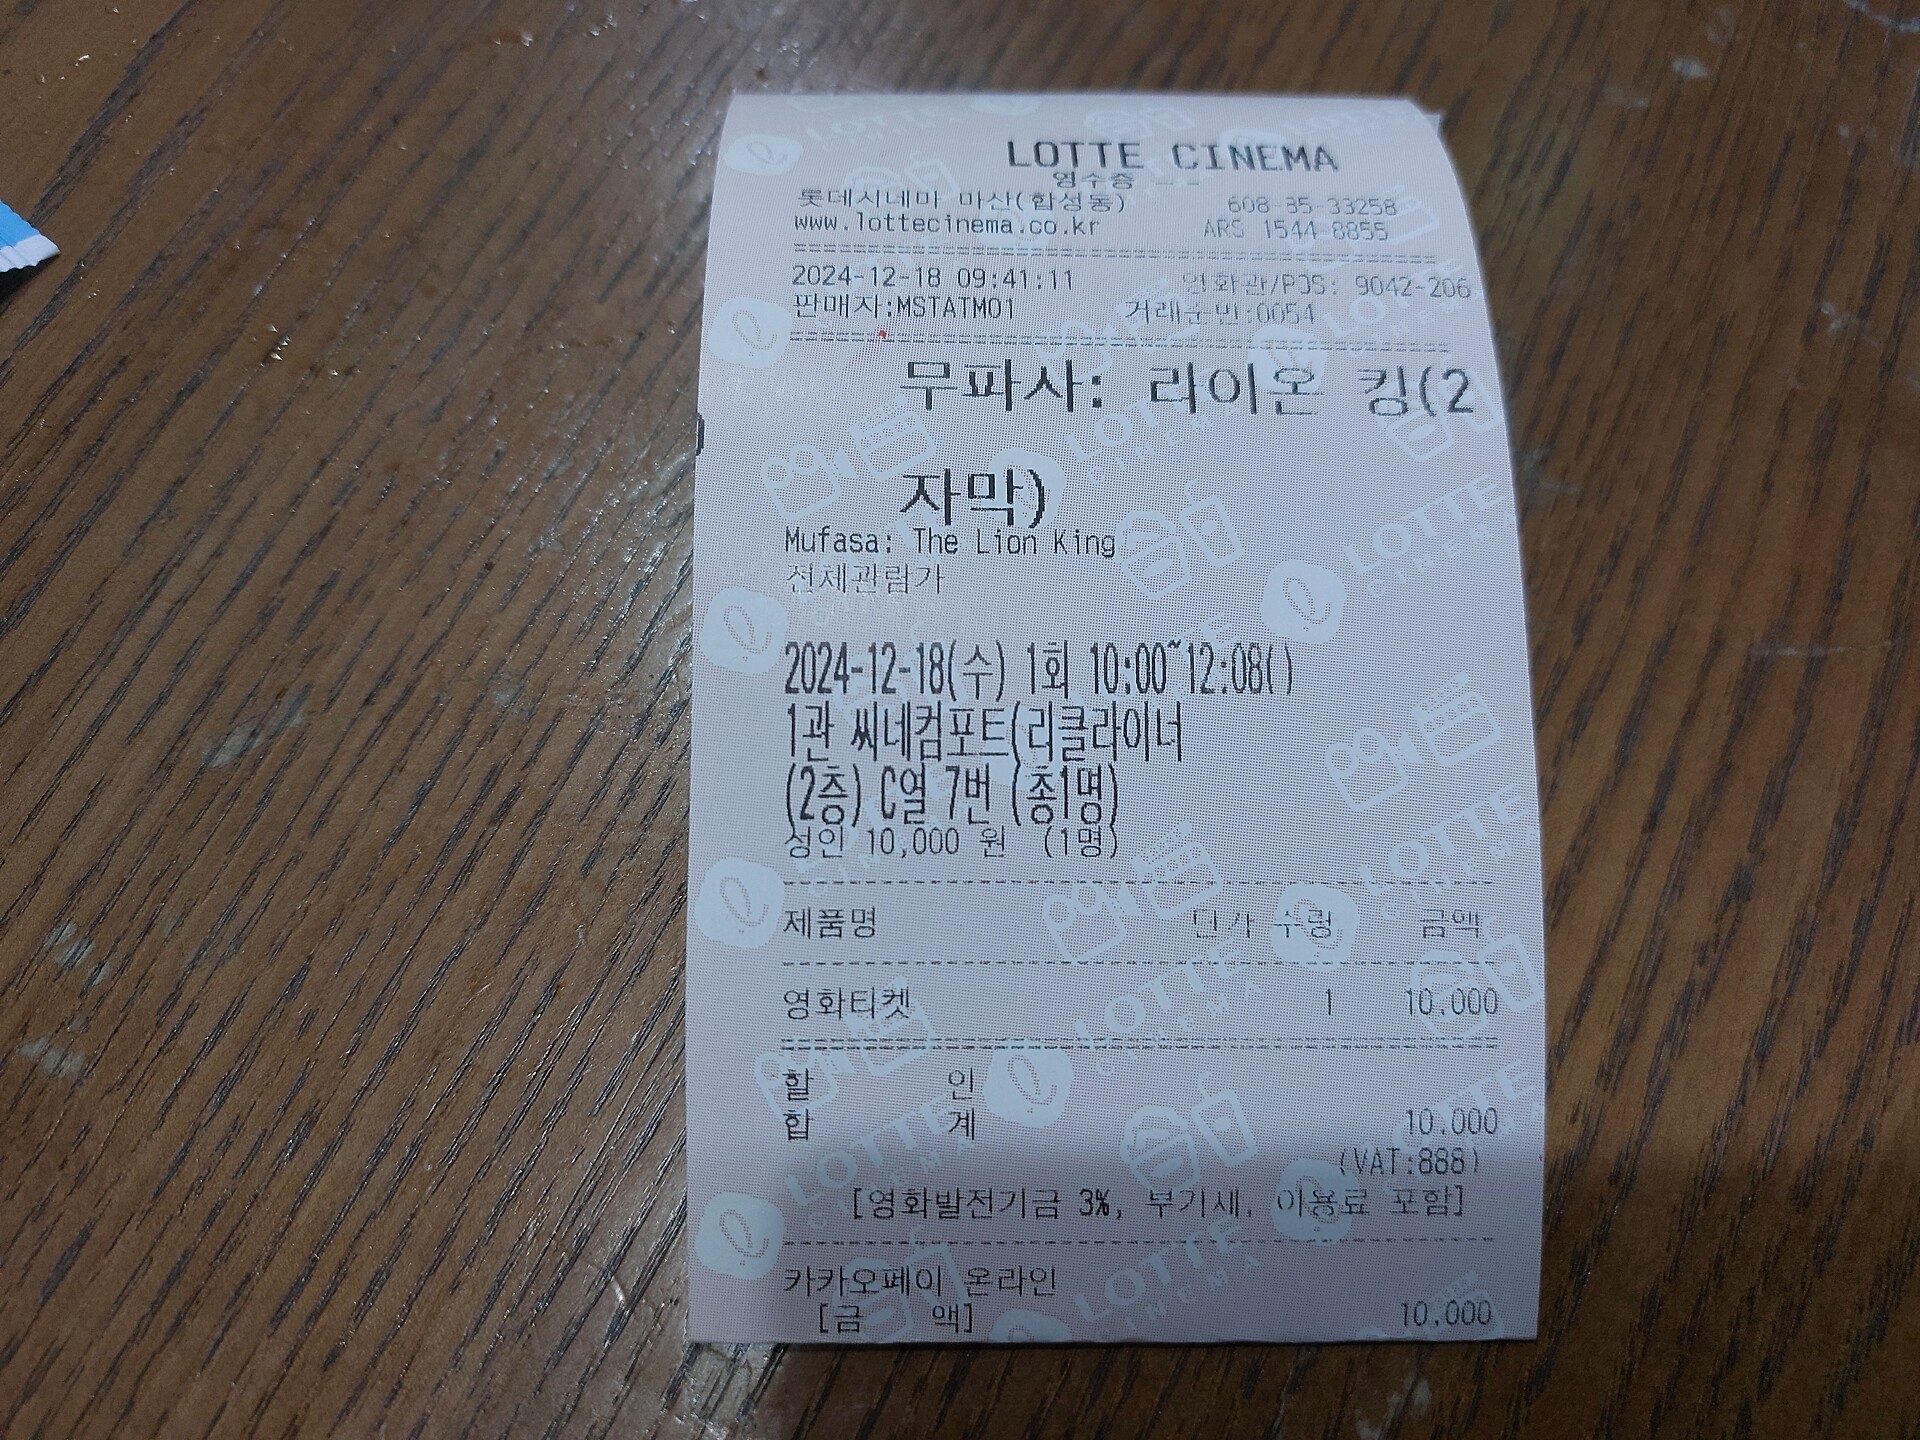 LOTTE CINEMA
영수증
롯데시네마 마산(합성동) 608-85-33258
www.lottecinema.co.kr ARS 1544-8855
2024-12-18 09:41:11 영화관/POS: 9042-206
판매자:MSTATM01 거래순번:0054
무파사: 라이온 킹(2
자막)
Mufasa: The Lion King
전체관람가
2024-12-18(수) 1회 10:00~12:08()
1관 씨네컴포트(리클라이너
(2층) C열 7번 (총1명)
성인 10,000 원 (1명)
제품명 단가 수량 금액
영화티켓 1 10,000
할 인
합 계 10,000
(VAT:888)
[영화발전기금 3%, 부가세, 이용료 포함]
카카오페이 온라인
[금 액] 10,000